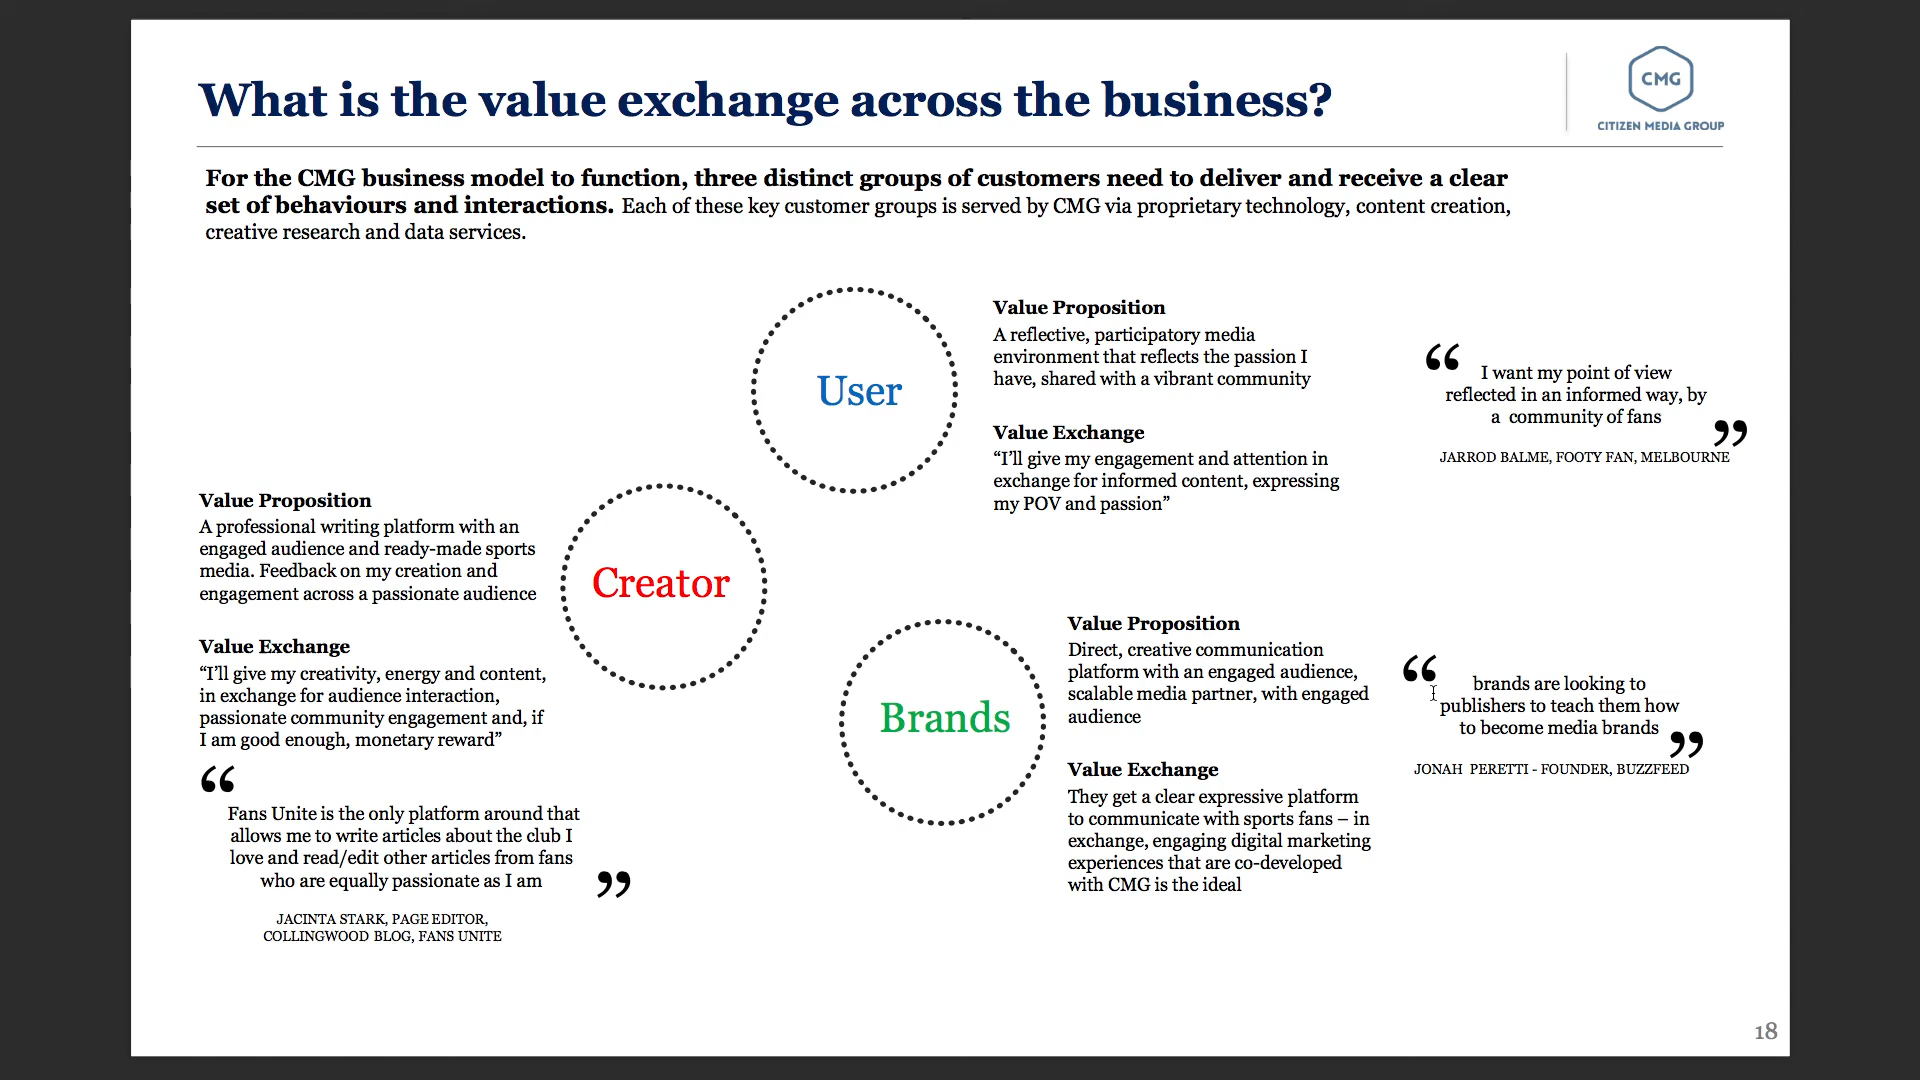 What is the value exchange across the business?
CMG
CITIZEN MEDIA GROUP
For the CMG business model to function, three distinct groups of customers need to deliver and receive a clear
set of behaviours and interactions. Each of these key customer groups is served by CMG via proprietary technology, content creation,
creative research and data services.
User
Value Proposition
A reflective, participatory media
environment that reflects the passion I
have, shared with a vibrant community
Value Exchange
“I’ll give my engagement and attention in
exchange for informed content, expressing
my POV and passion”
“ I want my point of view
reflected in an informed way, by
a community of fans ”
JARROD BALME, FOOTY FAN, MELBOURNE
Value Proposition
A professional writing platform with an
engaged audience and ready-made sports
media. Feedback on my creation and
engagement across a passionate audience
Value Exchange
“I’ll give my creativity, energy and content,
in exchange for audience interaction,
passionate community engagement and, if
I am good enough, monetary reward”
Creator
“
Fans Unite is the only platform around that
allows me to write articles about the club I
love and read/edit other articles from fans
who are equally passionate as I am ”
JACINTA STARK, PAGE EDITOR,
COLLINGWOOD BLOG, FANS UNITE
Brands
Value Proposition
Direct, creative communication
platform with an engaged audience,
scalable media partner, with engaged
audience
Value Exchange
They get a clear expressive platform
to communicate with sports fans – in
exchange, engaging digital marketing
experiences that are co-developed
with CMG is the ideal
“ brands are looking to
publishers to teach them how
to become media brands ”
JONAH PERETTI - FOUNDER, BUZZFEED
18